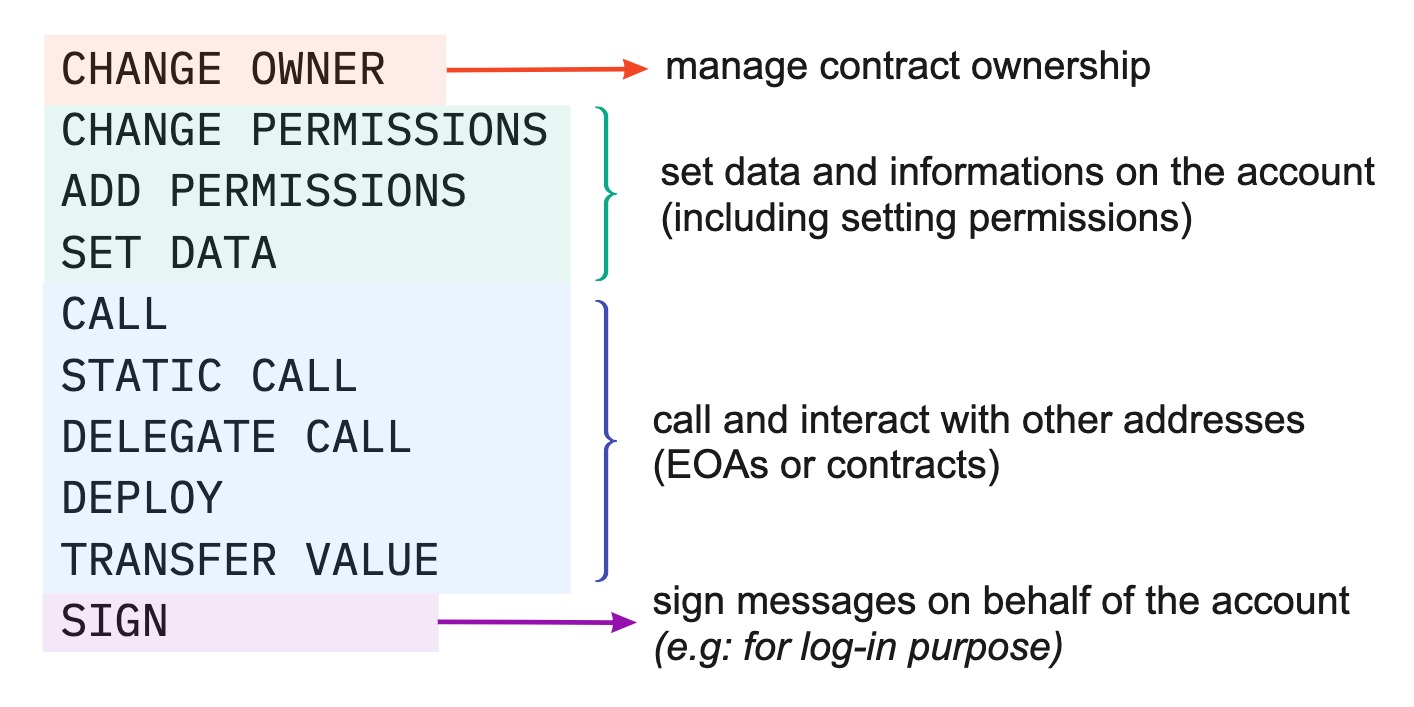 CHANGE OWNER
manage contract ownership
CHANGE PERMISSIONS
ADD PERMISSIONS
SET DATA
set data and informations on the account
(including setting permissions)
CALL
STATIC CALL
DELEGATE CALL
DEPLOY
TRANSFER VALUE
call and interact with other addresses
(EOAs or contracts)
SIGN
sign messages on behalf of the account
(e.g: for log-in purpose)